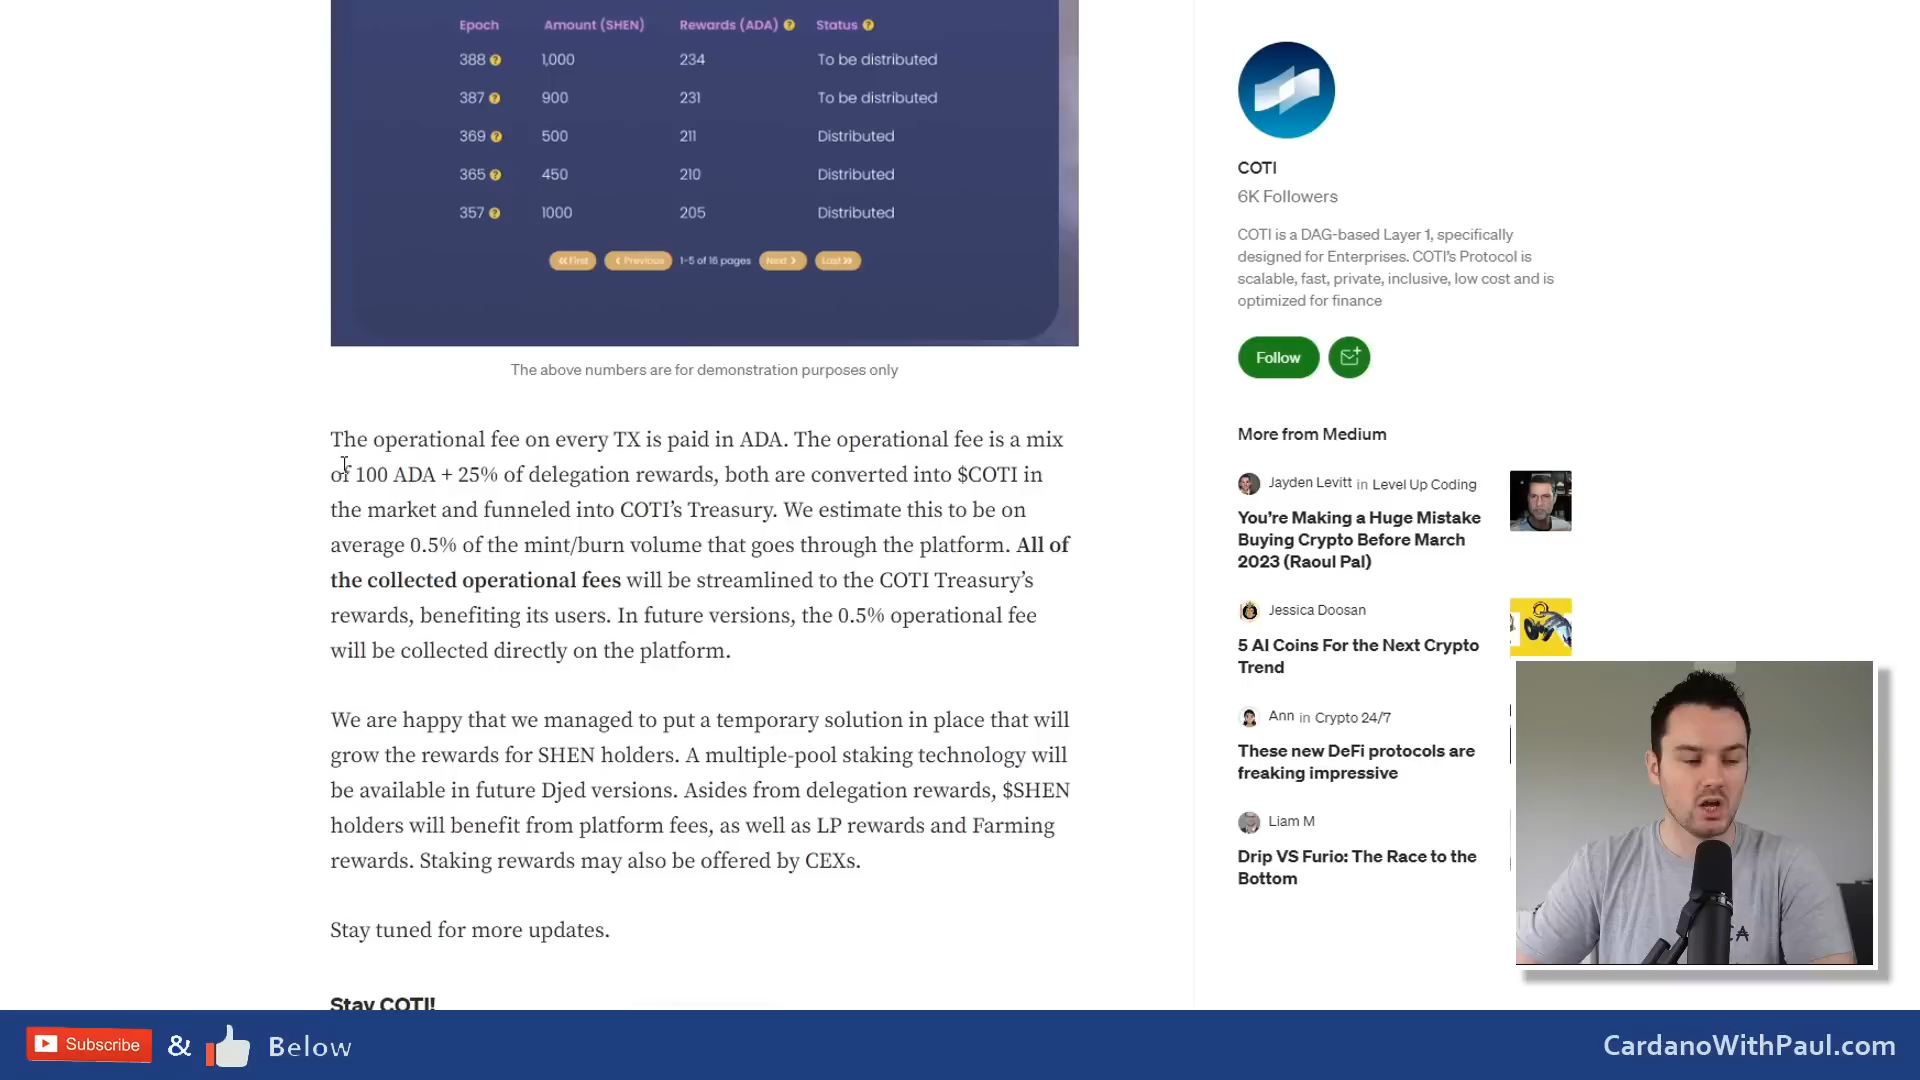 Epoch Amount (SHEN) Rewards (ADA) ? Status ?
388 ? 1,000 234 To be distributed
387 ? 900 231 To be distributed
369 ? 500 211 Distributed
365 ? 450 210 Distributed
357 ? 1000 205 Distributed
First Previous 1-5 of 16 pages Next Last
The above numbers are for demonstration purposes only
The operational fee on every TX is paid in ADA. The operational fee is a mix
of 100 ADA + 25% of delegation rewards, both are converted into $COTI in
the market and funneled into COTI’s Treasury. We estimate this to be on
average 0.5% of the mint/burn volume that goes through the platform. All of
the collected operational fees will be streamlined to the COTI Treasury’s
rewards, benefiting its users. In future versions, the 0.5% operational fee
will be collected directly on the platform.
We are happy that we managed to put a temporary solution in place that will
grow the rewards for SHEN holders. A multiple-pool staking technology will
be available in future Djed versions. Asides from delegation rewards, $SHEN
holders will benefit from platform fees, as well as LP rewards and Farming
rewards. Staking rewards may also be offered by CEXs.
Stay tuned for more updates.
Stay COTI!
COTI
6K Followers
COTI is a DAG-based Layer 1, specifically
designed for Enterprises. COTI’s Protocol is
scalable, fast, private, inclusive, low cost and is
optimized for finance
Follow
More from Medium
Jayden Levitt in Level Up Coding
You’re Making a Huge Mistake
Buying Crypto Before March
2023 (Raoul Pal)
Jessica Doosan
5 AI Coins For the Next Crypto
Trend
Ann in Crypto 24/7
These new DeFi protocols are
freaking impressive
Liam M
Drip VS Furio: The Race to the
Bottom
Subscribe & Below
CardanoWithPaul.com